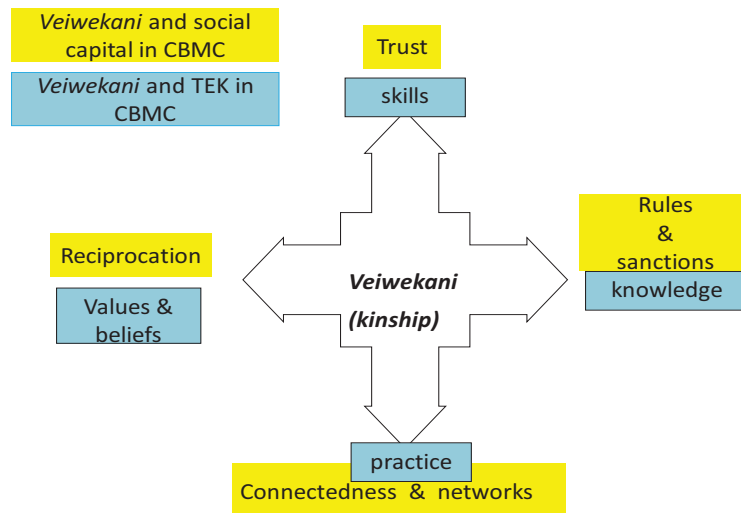 Veiwekani and social
capital in CBMC
Veiwekani and TEK in
CBMC
Trust
skills
Reciprocation
Values &
beliefs
Veiwekani
(kinship)
Rules
&
sanctions
knowledge
practice
Connectedness & networks